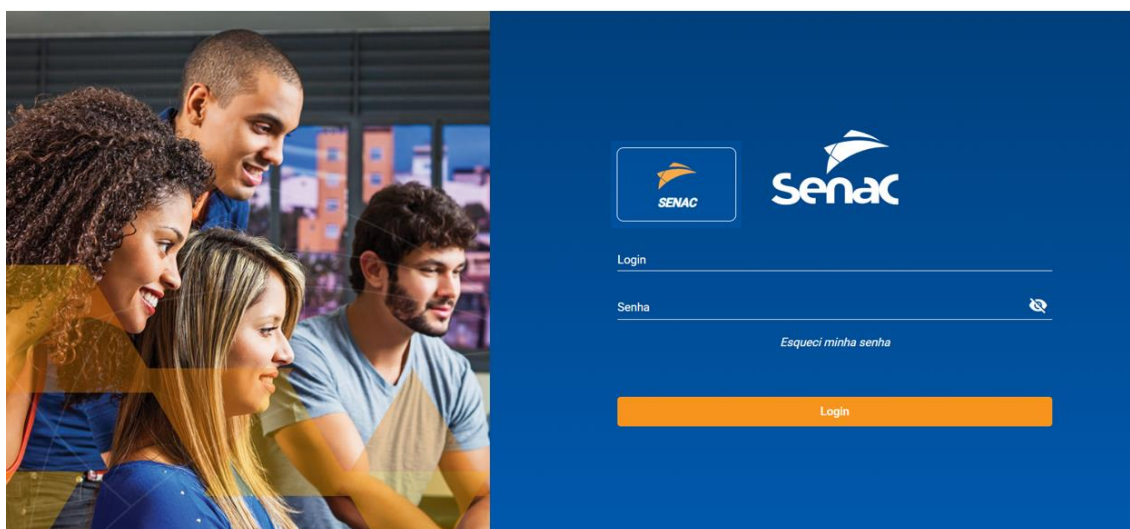 SENAC
Senac
Login
Senha
Esqueci minha senha
Login